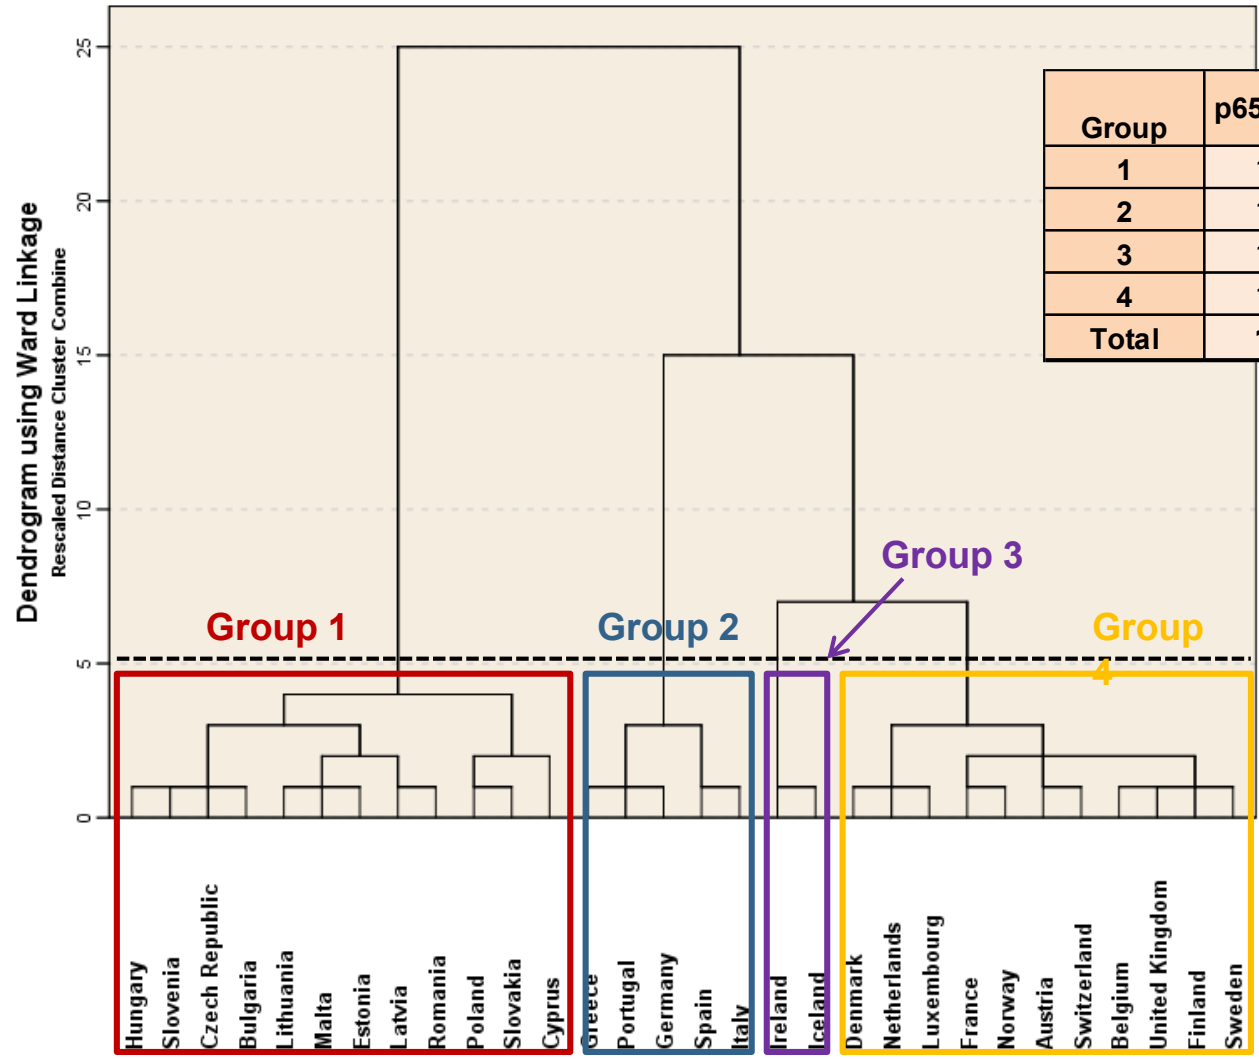 Dendrogram using Ward Linkage
Rescaled Distance Cluster Combine
25
20
15
10
5
0
Group p65
1
2
3
4
Total
Group 3
Group 1
Group 2
Group
4
Hungary
Slovenia
Czech Republic
Bulgaria
Lithuania
Malta
Estonia
Latvia
Romania
Poland
Slovakia
Cyprus
Greece
Portugal
Germany
Spain
Italy
Ireland
Iceland
Denmark
Netherlands
Luxembourg
France
Norway
Austria
Switzerland
Belgium
United Kingdom
Finland
Sweden